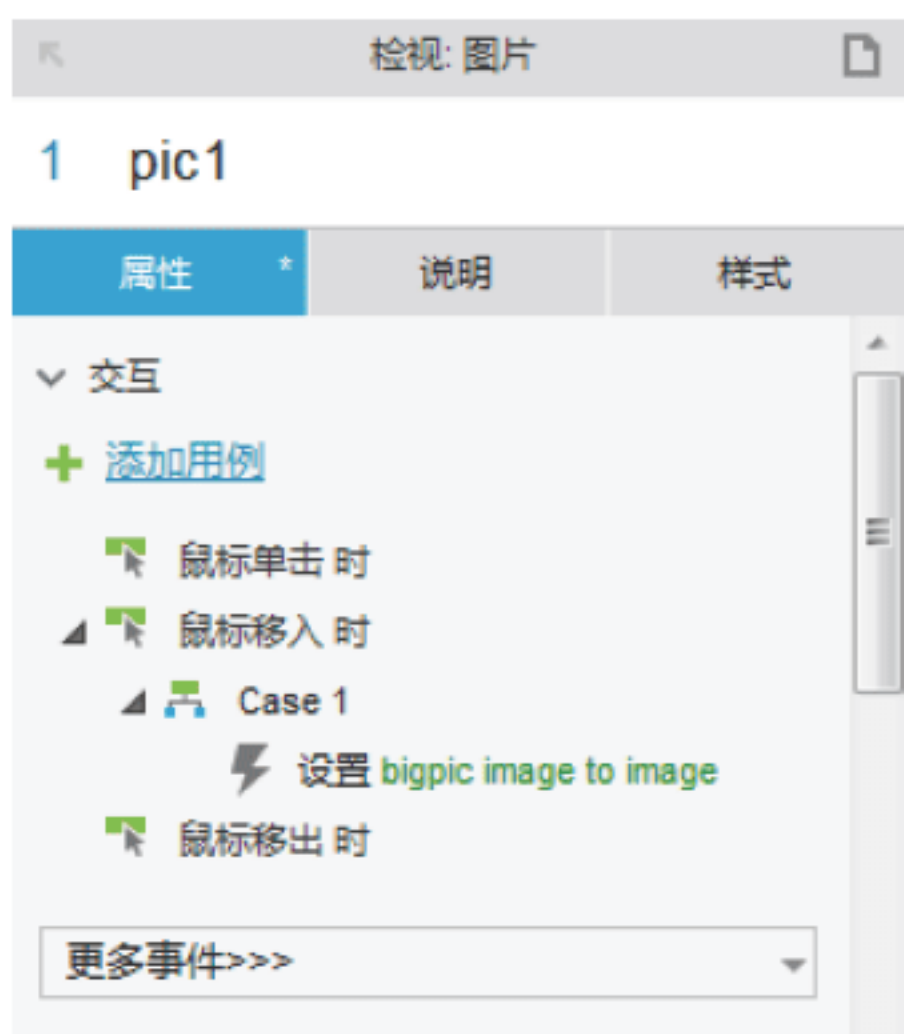 检视: 图片
1 pic1
属性 * 说明 样式
交互
添加用例
鼠标单击 时
鼠标移入 时
Case 1
设置 bigpic image to image
鼠标移出 时
更多事件>>>